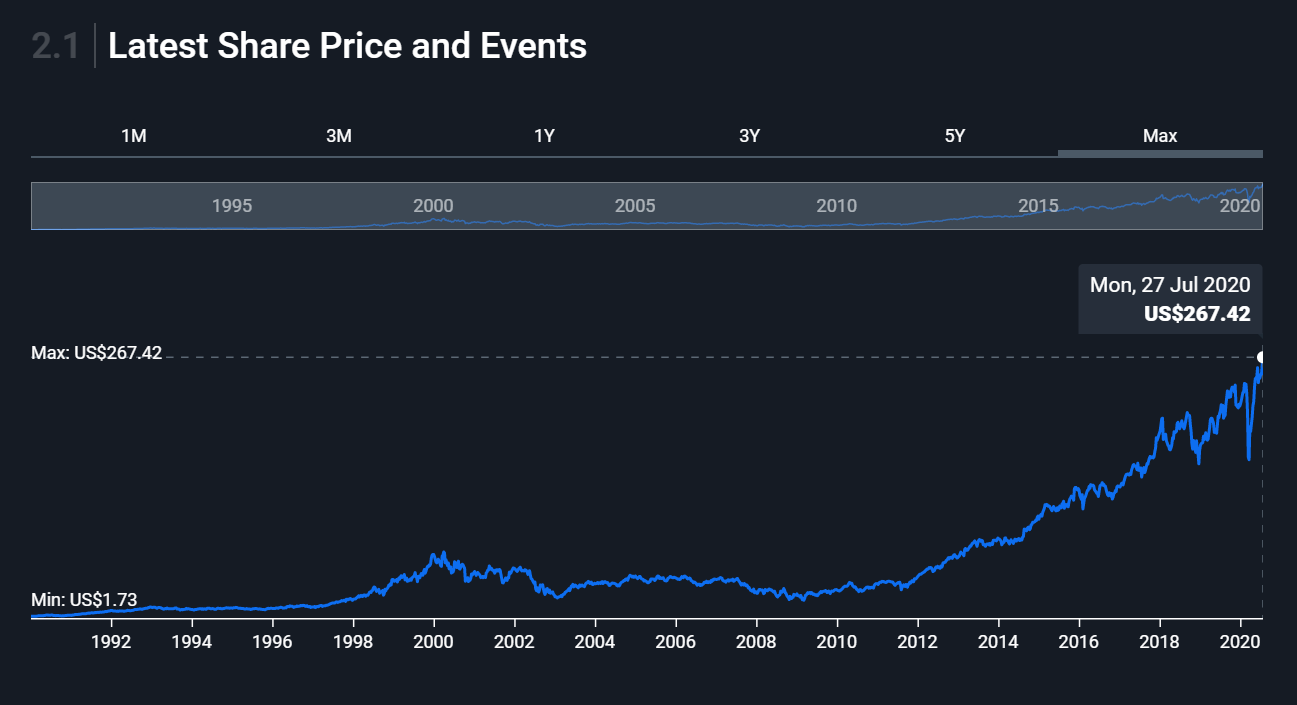 2.1 Latest Share Price and Events
1M 3M 1Y 3Y 5Y Max
1995 2000 2005 2010 2015 2020
Mon, 27 Jul 2020
US$267.42
Max: US$267.42
Min: US$1.73
1992 1994 1996 1998 2000 2002 2004 2006 2008 2010 2012 2014 2016 2018 2020